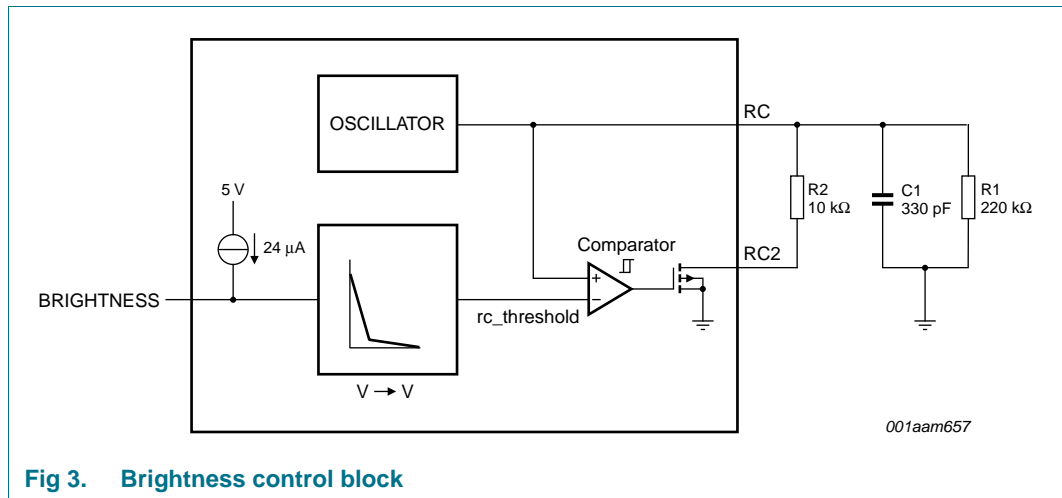 OSCILLATOR
RC
5 V
24 μA
R2
10 kΩ
C1
330 pF
R1
220 kΩ
Comparator
+
−
RC2
BRIGHTNESS
rc_threshold
V → V
001aam657
Fig 3. Brightness control block